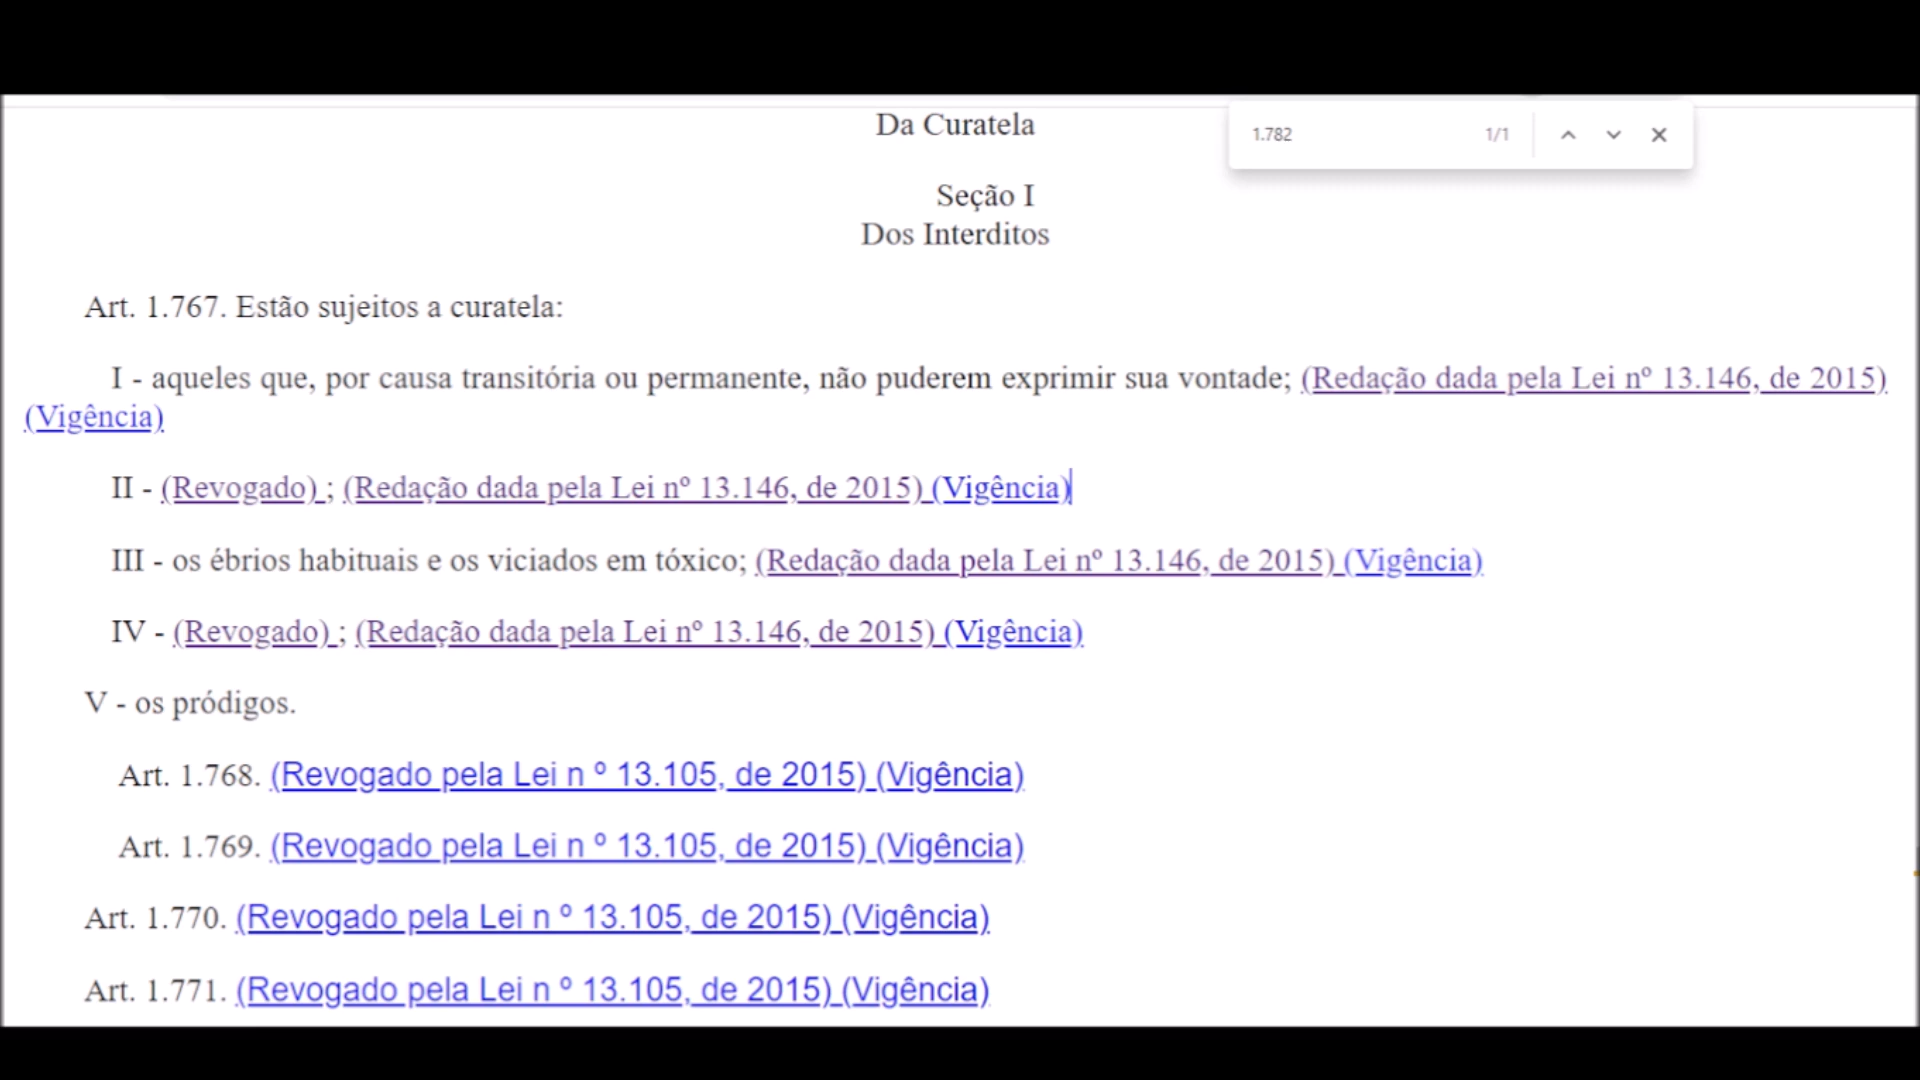 Da Curatela
1.782 1/1
Seção I
Dos Interditos
Art. 1.767. Estão sujeitos a curatela:
I - aqueles que, por causa transitória ou permanente, não puderem exprimir sua vontade; (Redação dada pela Lei nº 13.146, de 2015)
(Vigência)
II - (Revogado) ; (Redação dada pela Lei nº 13.146, de 2015) (Vigência)
III - os ébrios habituais e os viciados em tóxico; (Redação dada pela Lei nº 13.146, de 2015) (Vigência)
IV - (Revogado) ; (Redação dada pela Lei nº 13.146, de 2015) (Vigência)
V - os pródigos.
Art. 1.768. (Revogado pela Lei n º 13.105, de 2015) (Vigência)
Art. 1.769. (Revogado pela Lei n º 13.105, de 2015) (Vigência)
Art. 1.770. (Revogado pela Lei n º 13.105, de 2015) (Vigência)
Art. 1.771. (Revogado pela Lei n º 13.105, de 2015) (Vigência)